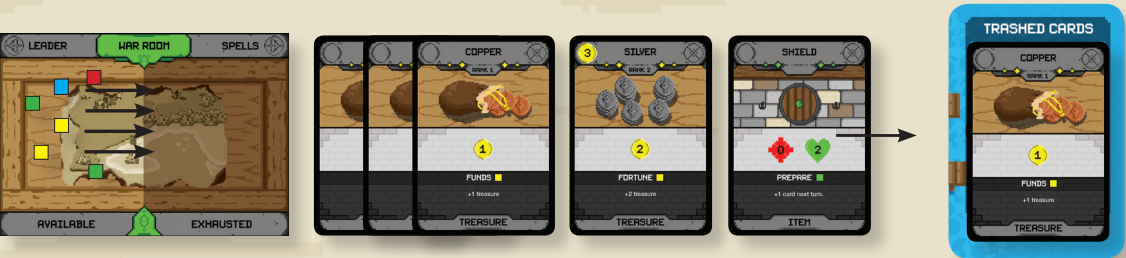 LEADER
WAR ROOM
SPELLS
AVAILABLE
EXHAUSTED
COPPER
RANK 1
1
FUNDS
+1 treasure
TREASURE
3
SILVER
RANK 2
2
FORTUNE
+2 treasure
TREASURE
SHIELD
0
2
PREPARE
+1 card next turn.
ITEM
TRASHED CARDS
COPPER
RANK 1
1
FUNDS
+1 treasure
TREASURE